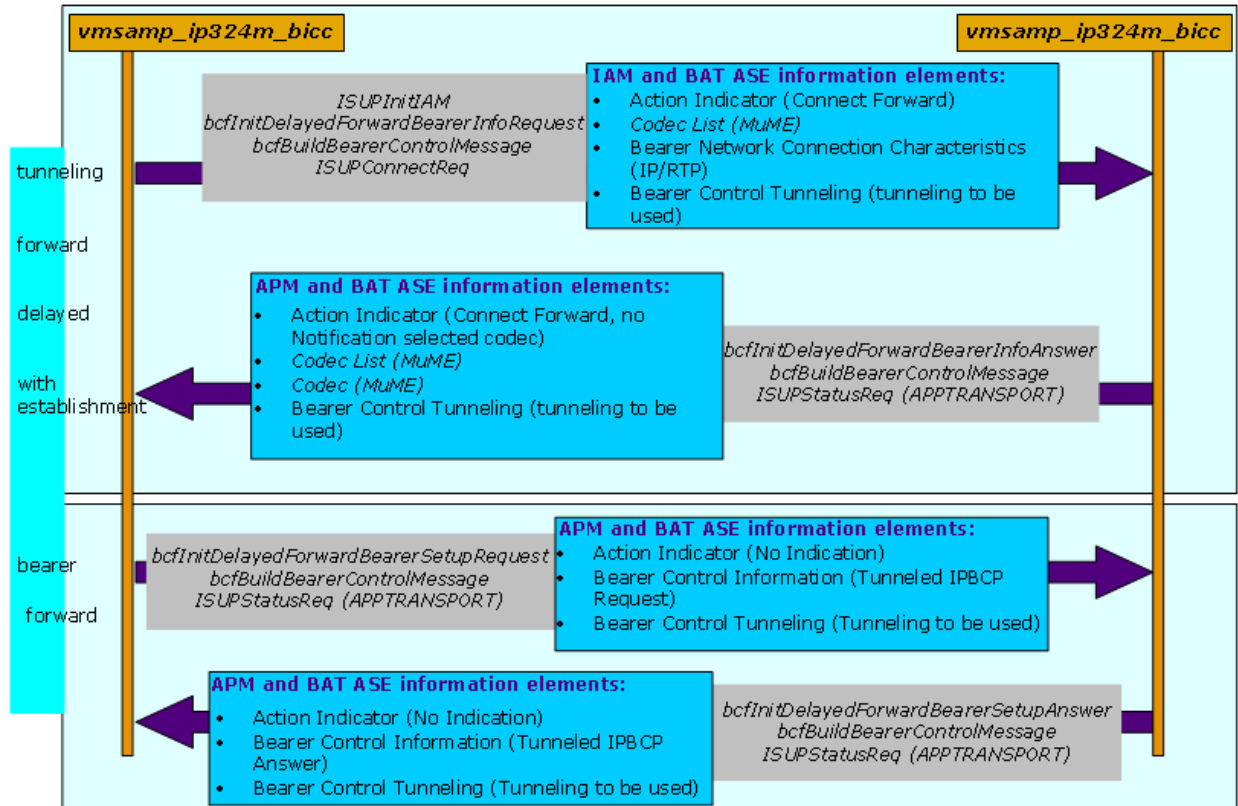 vmsamp_ip324m_bicc
vmsamp_ip324m_bicc
tunneling
forward
delayed
with
establishment
bearer
forward
ISUPInitIAM
bcfInitDelayedForwardBearerInfoRequest
bcfBuildBearerControlMessage
ISUPConnectReq
IAM and BAT ASE information elements:
• Action Indicator (Connect Forward)
• Codec List (MuME)
• Bearer Network Connection Characteristics
(IP/RTP)
• Bearer Control Tunneling (tunneling to be
used)
APM and BAT ASE information elements:
• Action Indicator (Connect Forward, no
Notification selected codec)
• Codec List (MuME)
• Codec (MuME)
• Bearer Control Tunneling (tunneling to be
used)
bcfInitDelayedForwardBearerInfoAnswer
bcfBuildBearerControlMessage
ISUPStatusReq (APPTRANSPORT)
bcfInitDelayedForwardBearerSetupRequest
bcfBuildBearerControlMessage
ISUPStatusReq (APPTRANSPORT)
APM and BAT ASE information elements:
• Action Indicator (No Indication)
• Bearer Control Information (Tunneled IPBCP
Request)
• Bearer Control Tunneling (Tunneling to be used)
APM and BAT ASE information elements:
• Action Indicator (No Indication)
• Bearer Control Information (Tunneled IPBCP
Answer)
• Bearer Control Tunneling (Tunneling to be used)
bcfInitDelayedForwardBearerSetupAnswer
bcfBuildBearerControlMessage
ISUPStatusReq (APPTRANSPORT)